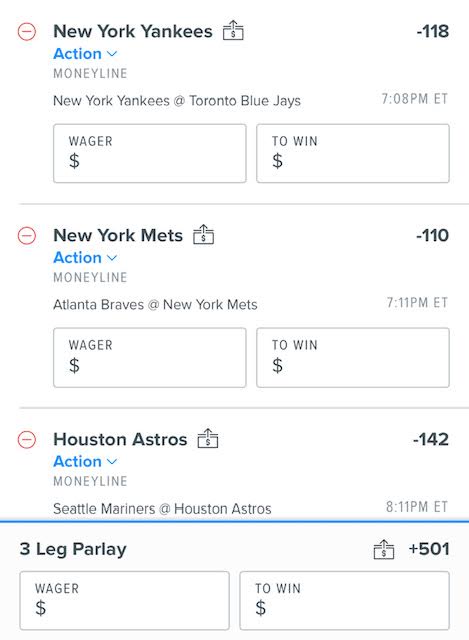 New York Yankees $ -118
Action
MONEYLINE
New York Yankees @ Toronto Blue Jays 7:08PM ET
WAGER TO WIN
$ $
New York Mets $ -110
Action
MONEYLINE
Atlanta Braves @ New York Mets 7:11PM ET
WAGER TO WIN
$ $
Houston Astros $ -142
Action
MONEYLINE
Seattle Mariners @ Houston Astros 8:11PM ET
3 Leg Parlay $ +501
WAGER TO WIN
$ $